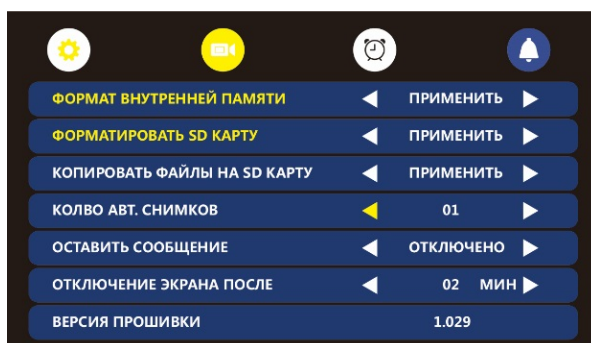 ФОРМАТ ВНУТРЕННЕЙ ПАМЯТИ ПРИМЕНИТЬ
ФОРМАТИРОВАТЬ SD КАРТУ ПРИМЕНИТЬ
КОПИРОВАТЬ ФАЙЛЫ НА SD КАРТУ ПРИМЕНИТЬ
КОЛВО АВТ. СНИМКОВ 01
ОСТАВИТЬ СООБЩЕНИЕ ОТКЛЮЧЕНО
ОТКЛЮЧЕНИЕ ЭКРАНА ПОСЛЕ 02 МИН
ВЕРСИЯ ПРОШИВКИ 1.029